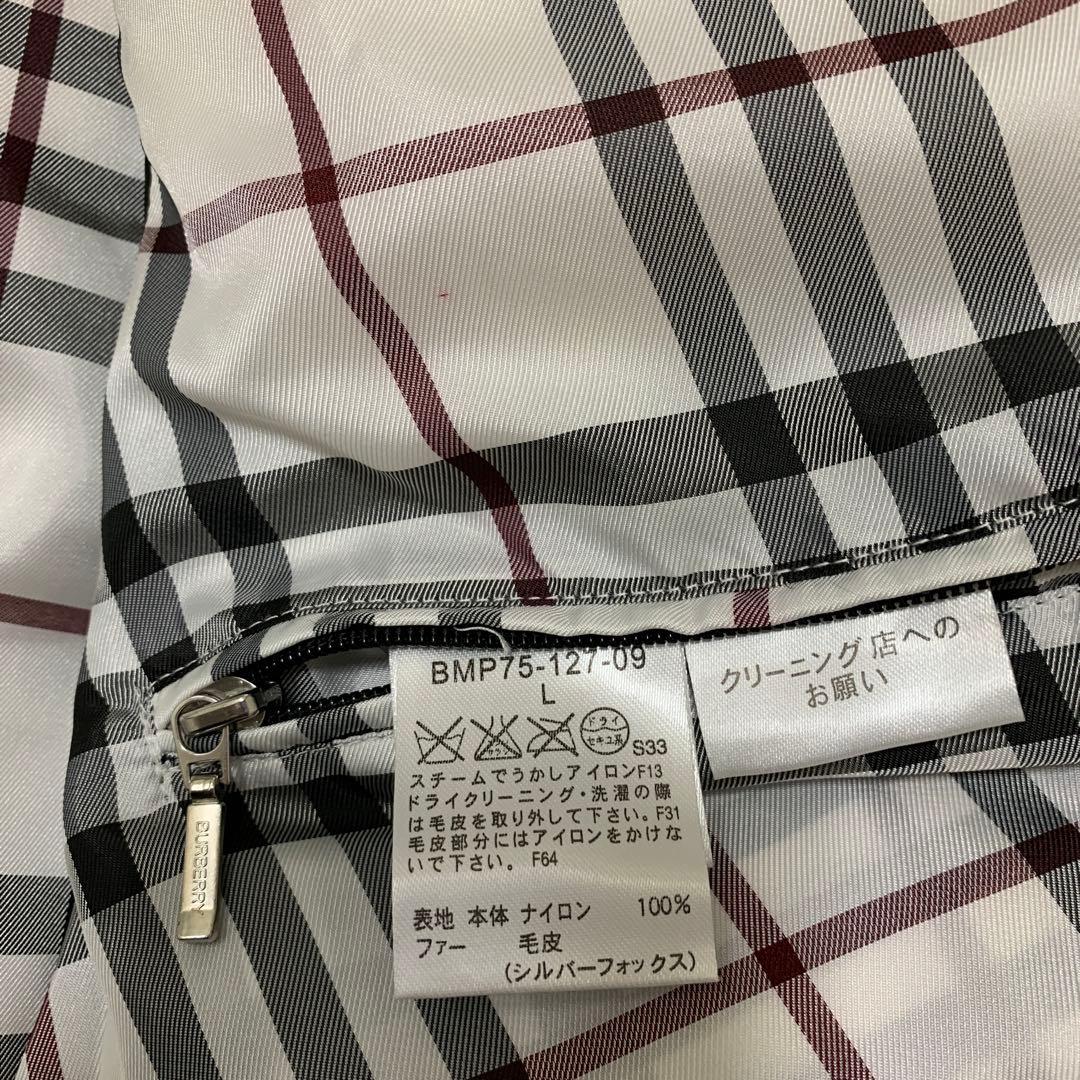 BMP75-127-09
L
ドライ
セキユ系
S33
スチームでうかしアイロンF13
ドライクリーニング・洗濯の際
は毛皮を取り外して下さい。F31
毛皮部分にはアイロンをかけな
いで下さい。F64
表地 本体 ナイロン 100%
ファー 毛皮
(シルバーフォックス)
クリーニング店への
お願い
BURBERRY